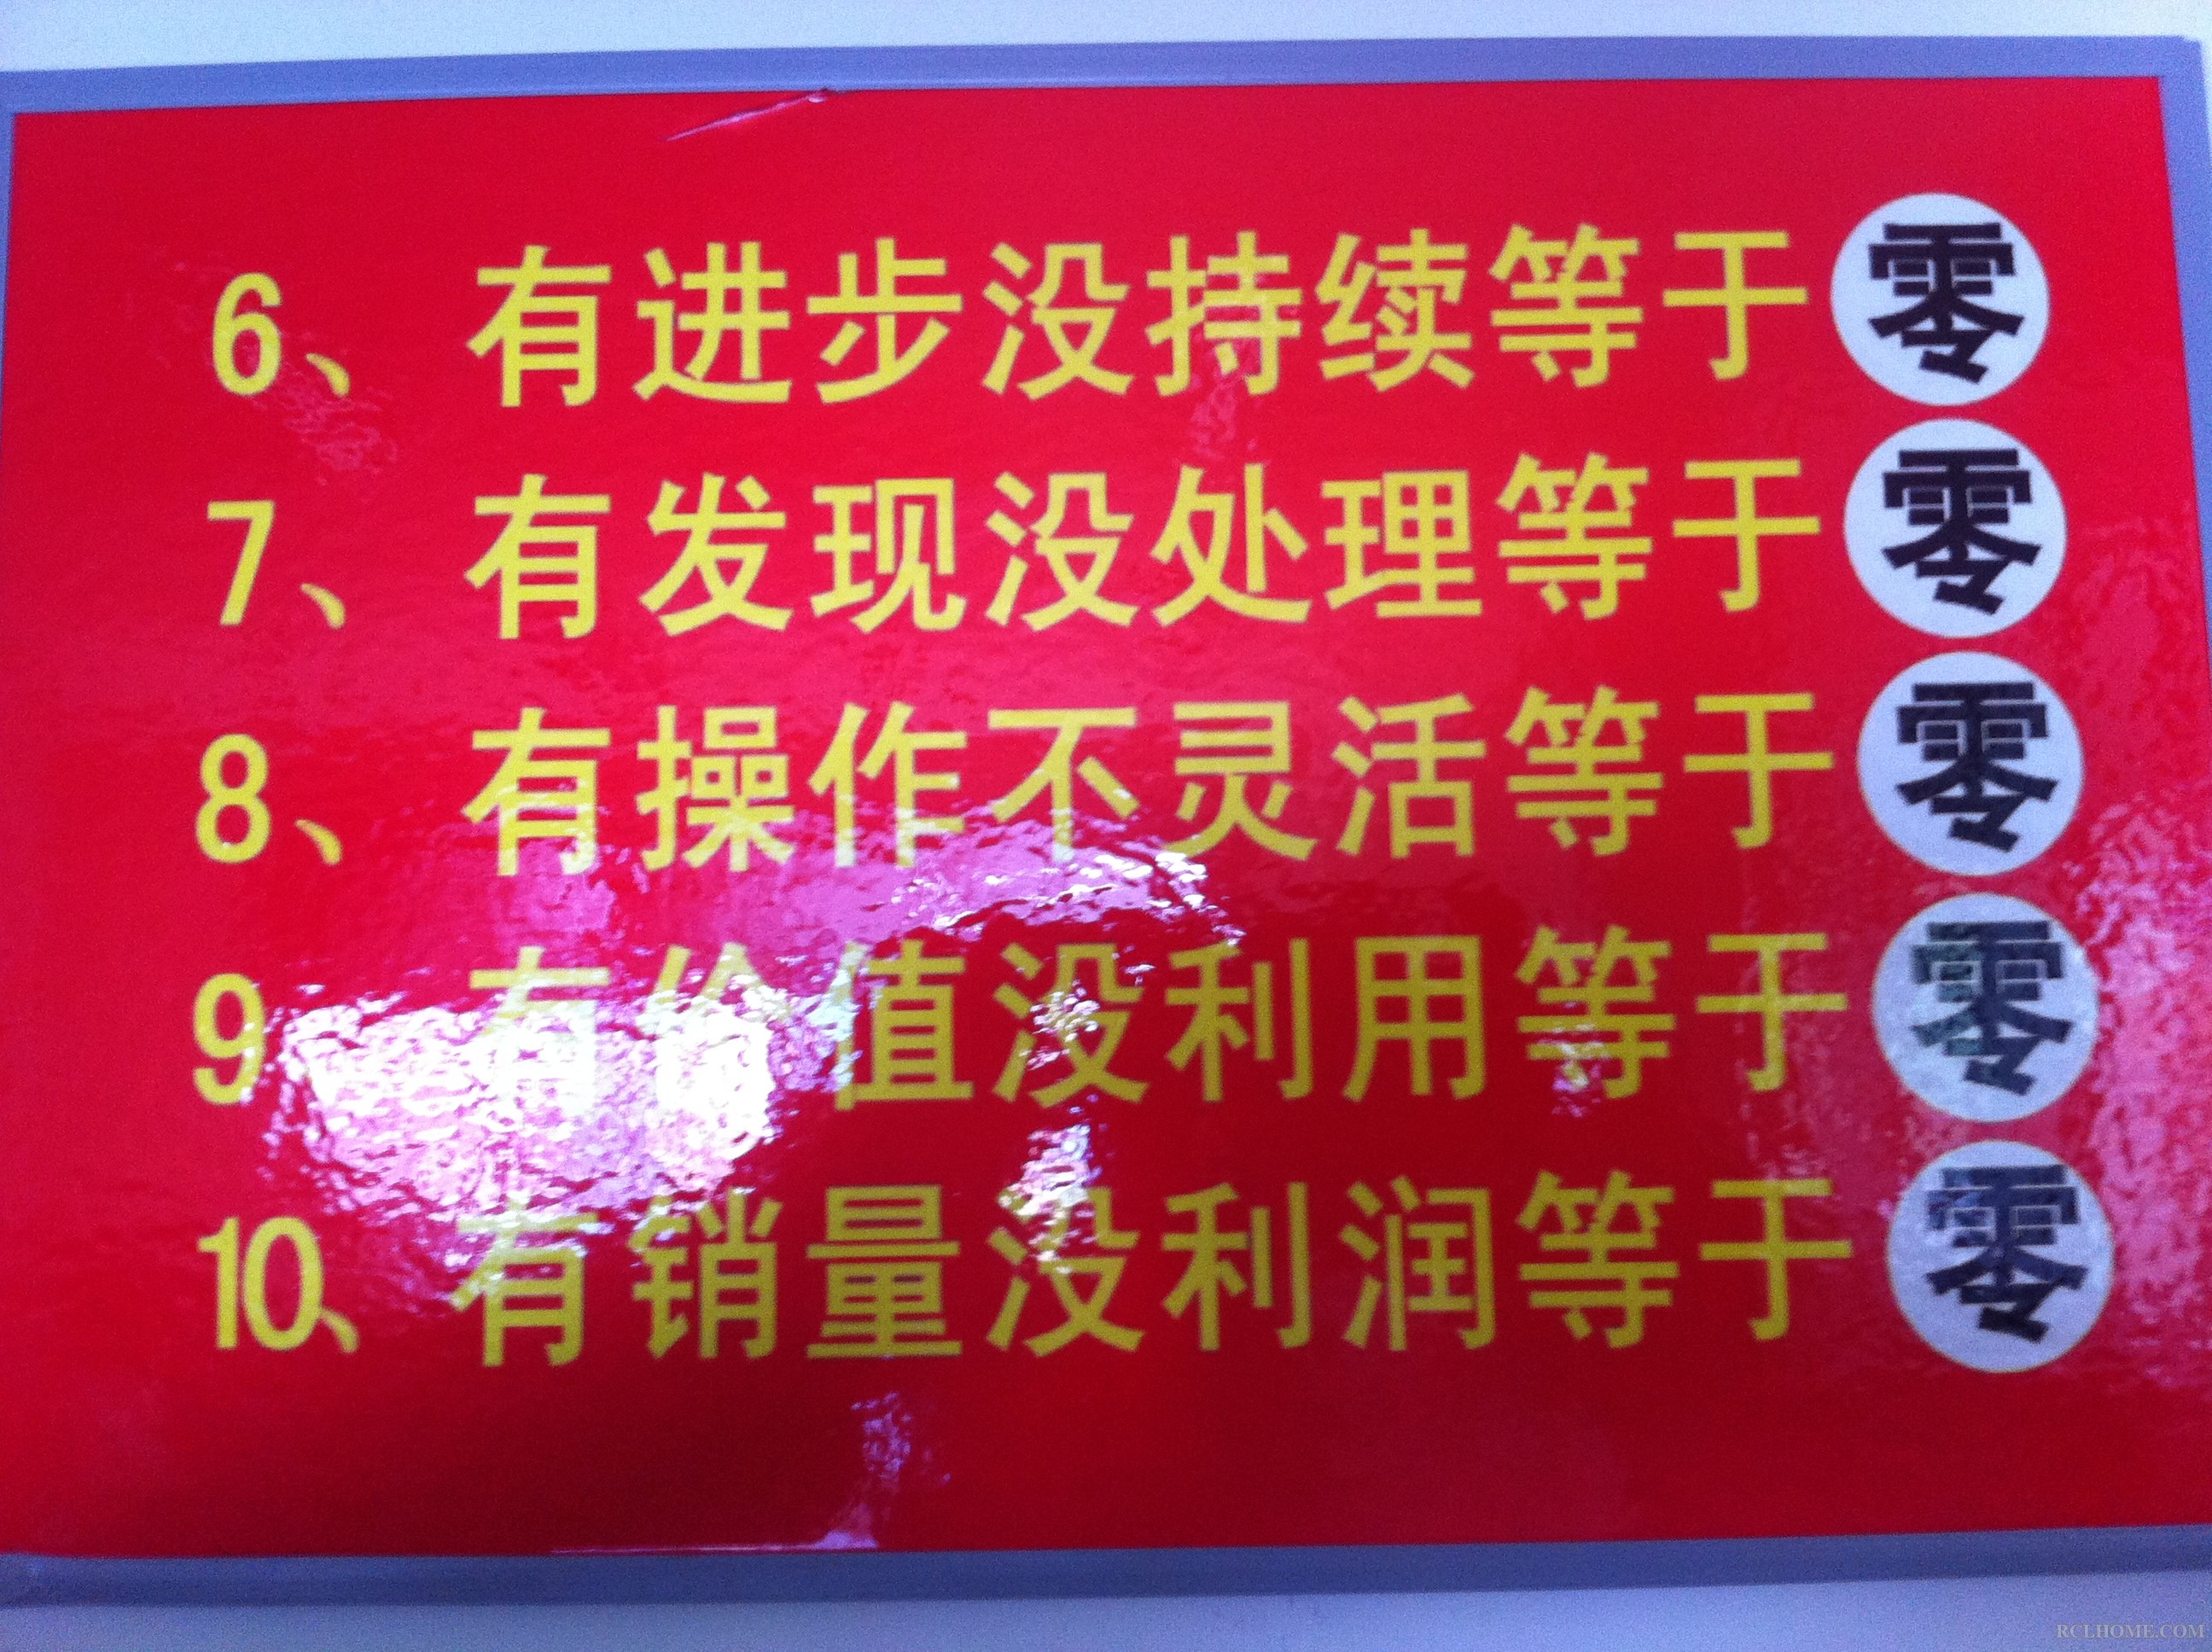 6、有进步没持续等于零
7、有发现没处理等于零
8、有操作不灵活等于零
9 有价值没利用等于零
10、有销量没利润等于零
RCLHOME.COM